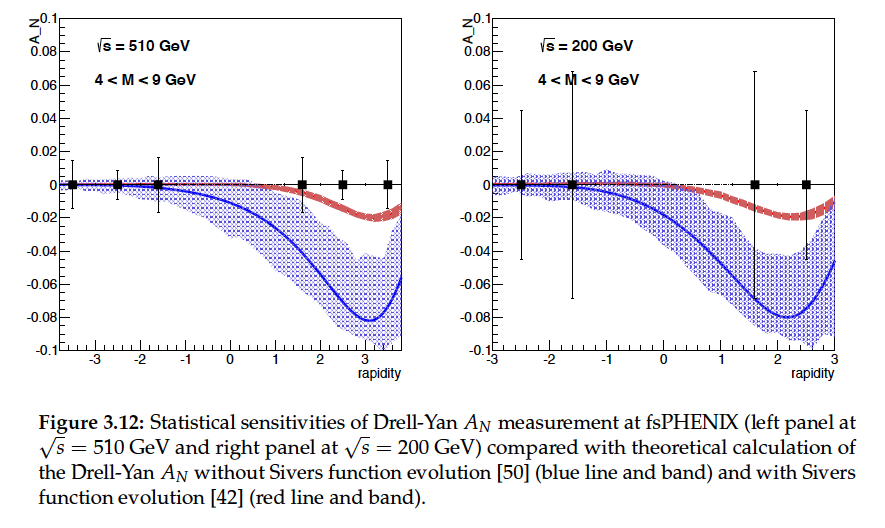 A_N
0.1
√s = 510 GeV
0.08
4 < M < 9 GeV
0.06
0.04
0.02
0
-0.02
-0.04
-0.06
-0.08
-0.1
-3 -2 -1 0 1 2 3
rapidity
A_N
0.1
√s = 200 GeV
0.08
4 < M < 9 GeV
0.06
0.04
0.02
0
-0.02
-0.04
-0.06
-0.08
-0.1
-3 -2 -1 0 1 2 3
rapidity
Figure 3.12: Statistical sensitivities of Drell-Yan A_N measurement at fsPHENIX (left panel at
√s = 510 GeV and right panel at √s = 200 GeV) compared with theoretical calculation of
the Drell-Yan A_N without Sivers function evolution [50] (blue line and band) and with Sivers
function evolution [42] (red line and band).